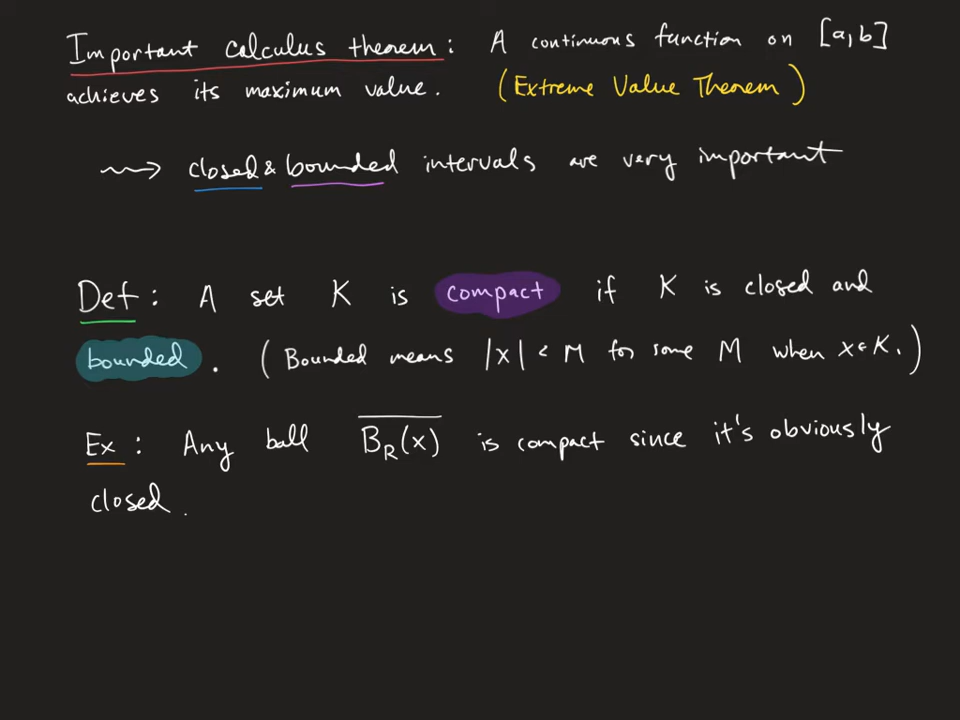 Important calculus theorem: A continuous function on [a,b]
achieves its maximum value. (Extreme Value Theorem)
⟿ closed & bounded intervals are very important
Def: A set K is compact if K is closed and
bounded. (Bounded means |x| < M for some M when x∈K.)
Ex: Any ball \overline{B_R(x)} is compact since it's obviously
closed.